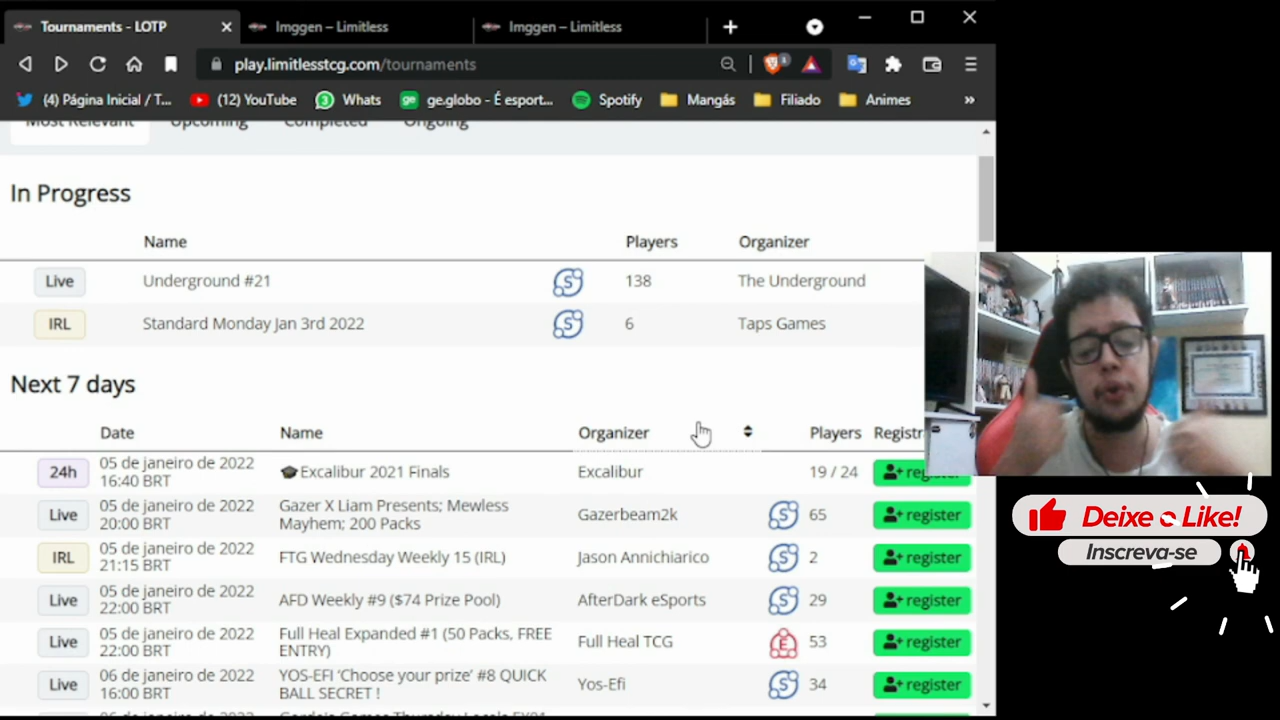 Tournaments - LOTP
Imggen – Limitless
Imggen – Limitless
play.limitlesstcg.com/tournaments
(4) Página Inicial / T...
(12) YouTube
Whats
ge.globo - É esport...
Spotify
Mangás
Filiado
Animes
Most Relevant Upcoming Completed Ongoing
In Progress
Name Players Organizer
Live Underground #21 138 The Underground
IRL Standard Monday Jan 3rd 2022 6 Taps Games
Next 7 days
Date Name Organizer Players Registr
24h 05 de janeiro de 2022 Excalibur 2021 Finals Excalibur 19 / 24 reg
16:40 BRT
Live 05 de janeiro de 2022 Gazer X Liam Presents; Mewless Gazerbeam2k 65 register
20:00 BRT Mayhem; 200 Packs
IRL 05 de janeiro de 2022 FTG Wednesday Weekly 15 (IRL) Jason Annichiarico 2 register
21:15 BRT
Live 05 de janeiro de 2022 AFD Weekly #9 ($74 Prize Pool) AfterDark eSports 29 register
22:00 BRT
Live 05 de janeiro de 2022 Full Heal Expanded #1 (50 Packs, FREE Full Heal TCG 53 register
22:00 BRT ENTRY)
Live 06 de janeiro de 2022 YOS-EFI ‘Choose your prize’ #8 QUICK Yos-Efi 34 register
16:00 BRT BALL SECRET !
Deixe o Like!
Inscreva-se